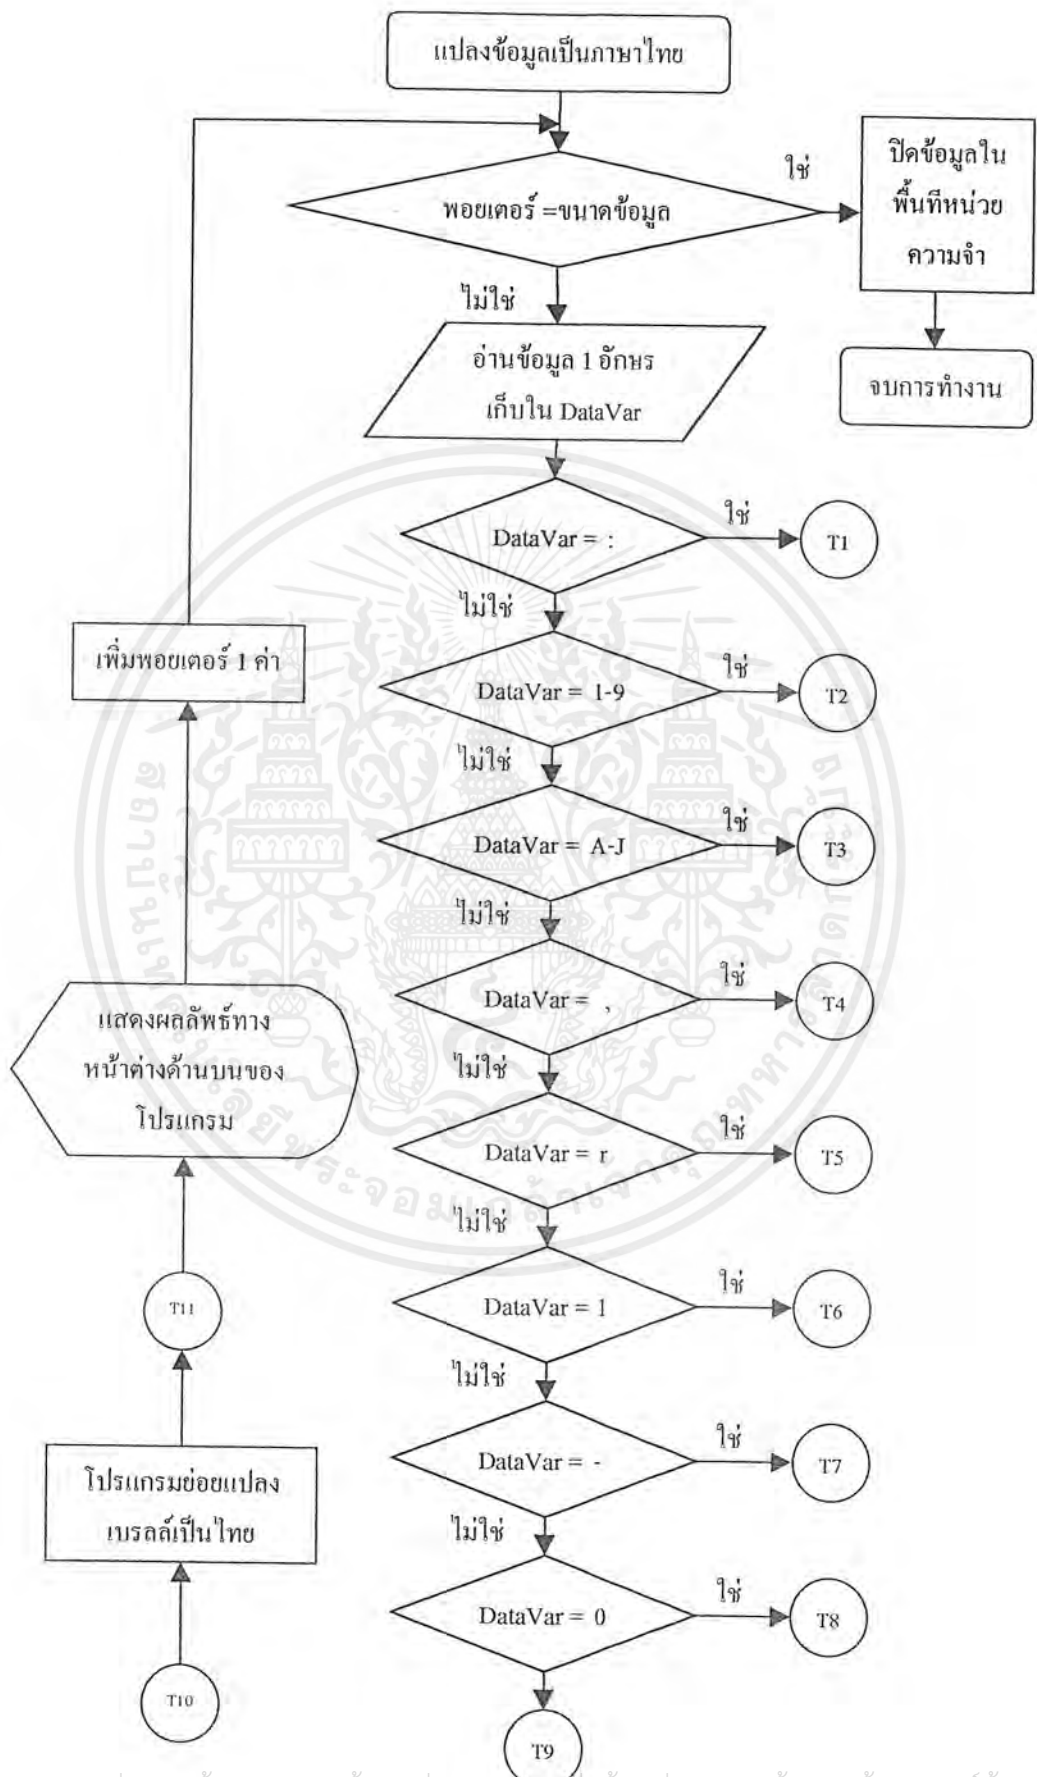 แปลงข้อมูลเป็นภาษาไทย
พอยเตอร์ =ขนาดข้อมูล
ใช่
ปิดข้อมูลใน
พื้นที่หน่วย
ความจำ
จบการทำงาน
ไม่ใช่
อ่านข้อมูล 1 อักษร
เก็บใน DataVar
DataVar = :
ใช่
T1
ไม่ใช่
DataVar = 1-9
ใช่
T2
ไม่ใช่
DataVar = A-J
ใช่
T3
ไม่ใช่
DataVar = ,
ใช่
T4
ไม่ใช่
DataVar = r
ใช่
T5
ไม่ใช่
DataVar = 1
ใช่
T6
ไม่ใช่
DataVar = -
ใช่
T7
ไม่ใช่
DataVar = 0
ใช่
T8
T9
เพิ่มพอยเตอร์ 1 ค่า
แสดงผลลัพธ์ทาง
หน้าต่างด้านบนของ
โปรแกรม
T11
โปรแกรมย่อยแปลง
เบรลล์เป็นไทย
T10